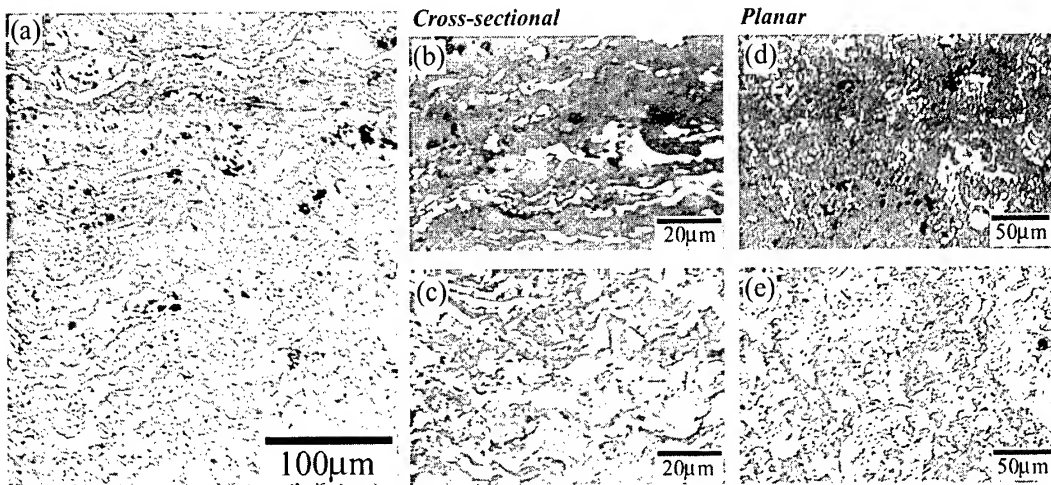 Cross-sectional
Planar
(a)
(b)
(d)
20μm
50μm
(c)
(e)
100μm
20μm
50μm